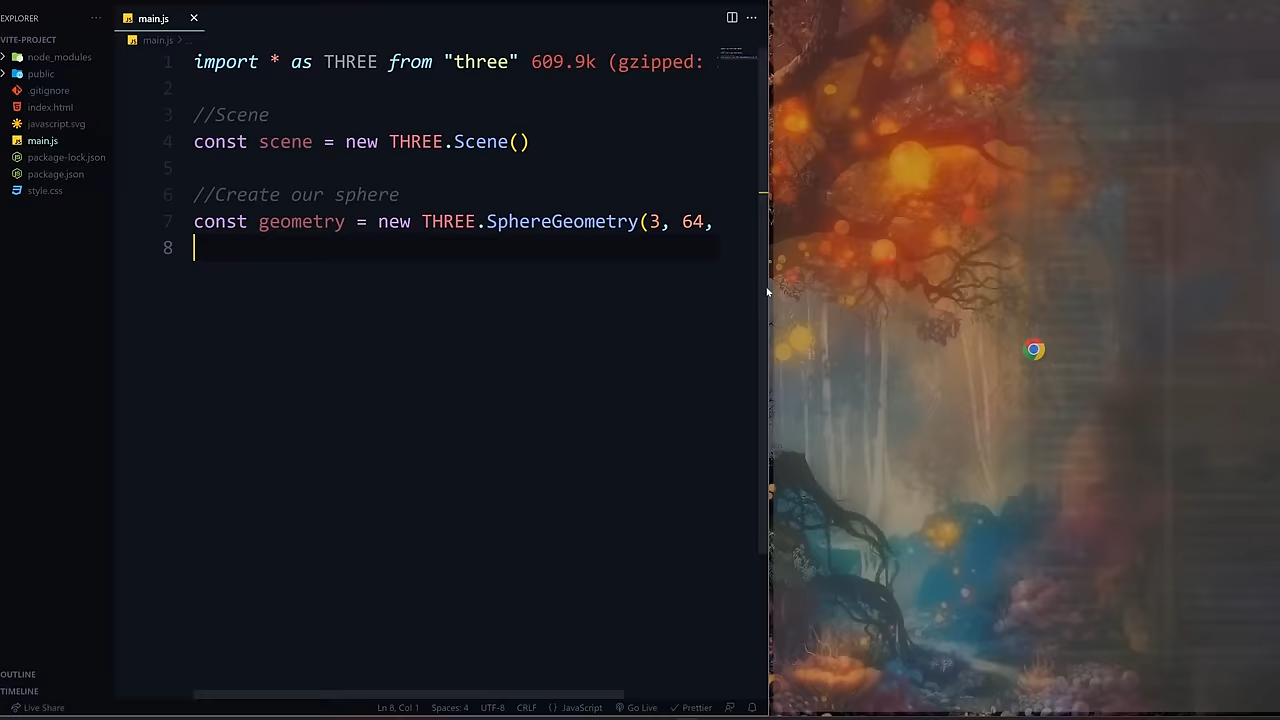 EXPLORER ···
VITE-PROJECT
node_modules
public
.gitignore
index.html
javascript.svg
main.js
package-lock.json
package.json
style.css
OUTLINE
TIMELINE
main.js
main.js > ...
1 import * as THREE from "three" 609.9k (gzipped:
2
3 //Scene
4 const scene = new THREE.Scene()
5
6 //Create our sphere
7 const geometry = new THREE.SphereGeometry(3, 64,
8
Live Share Ln 8, Col 1 Spaces: 4 UTF-8 CRLF {} JavaScript Go Live Prettier